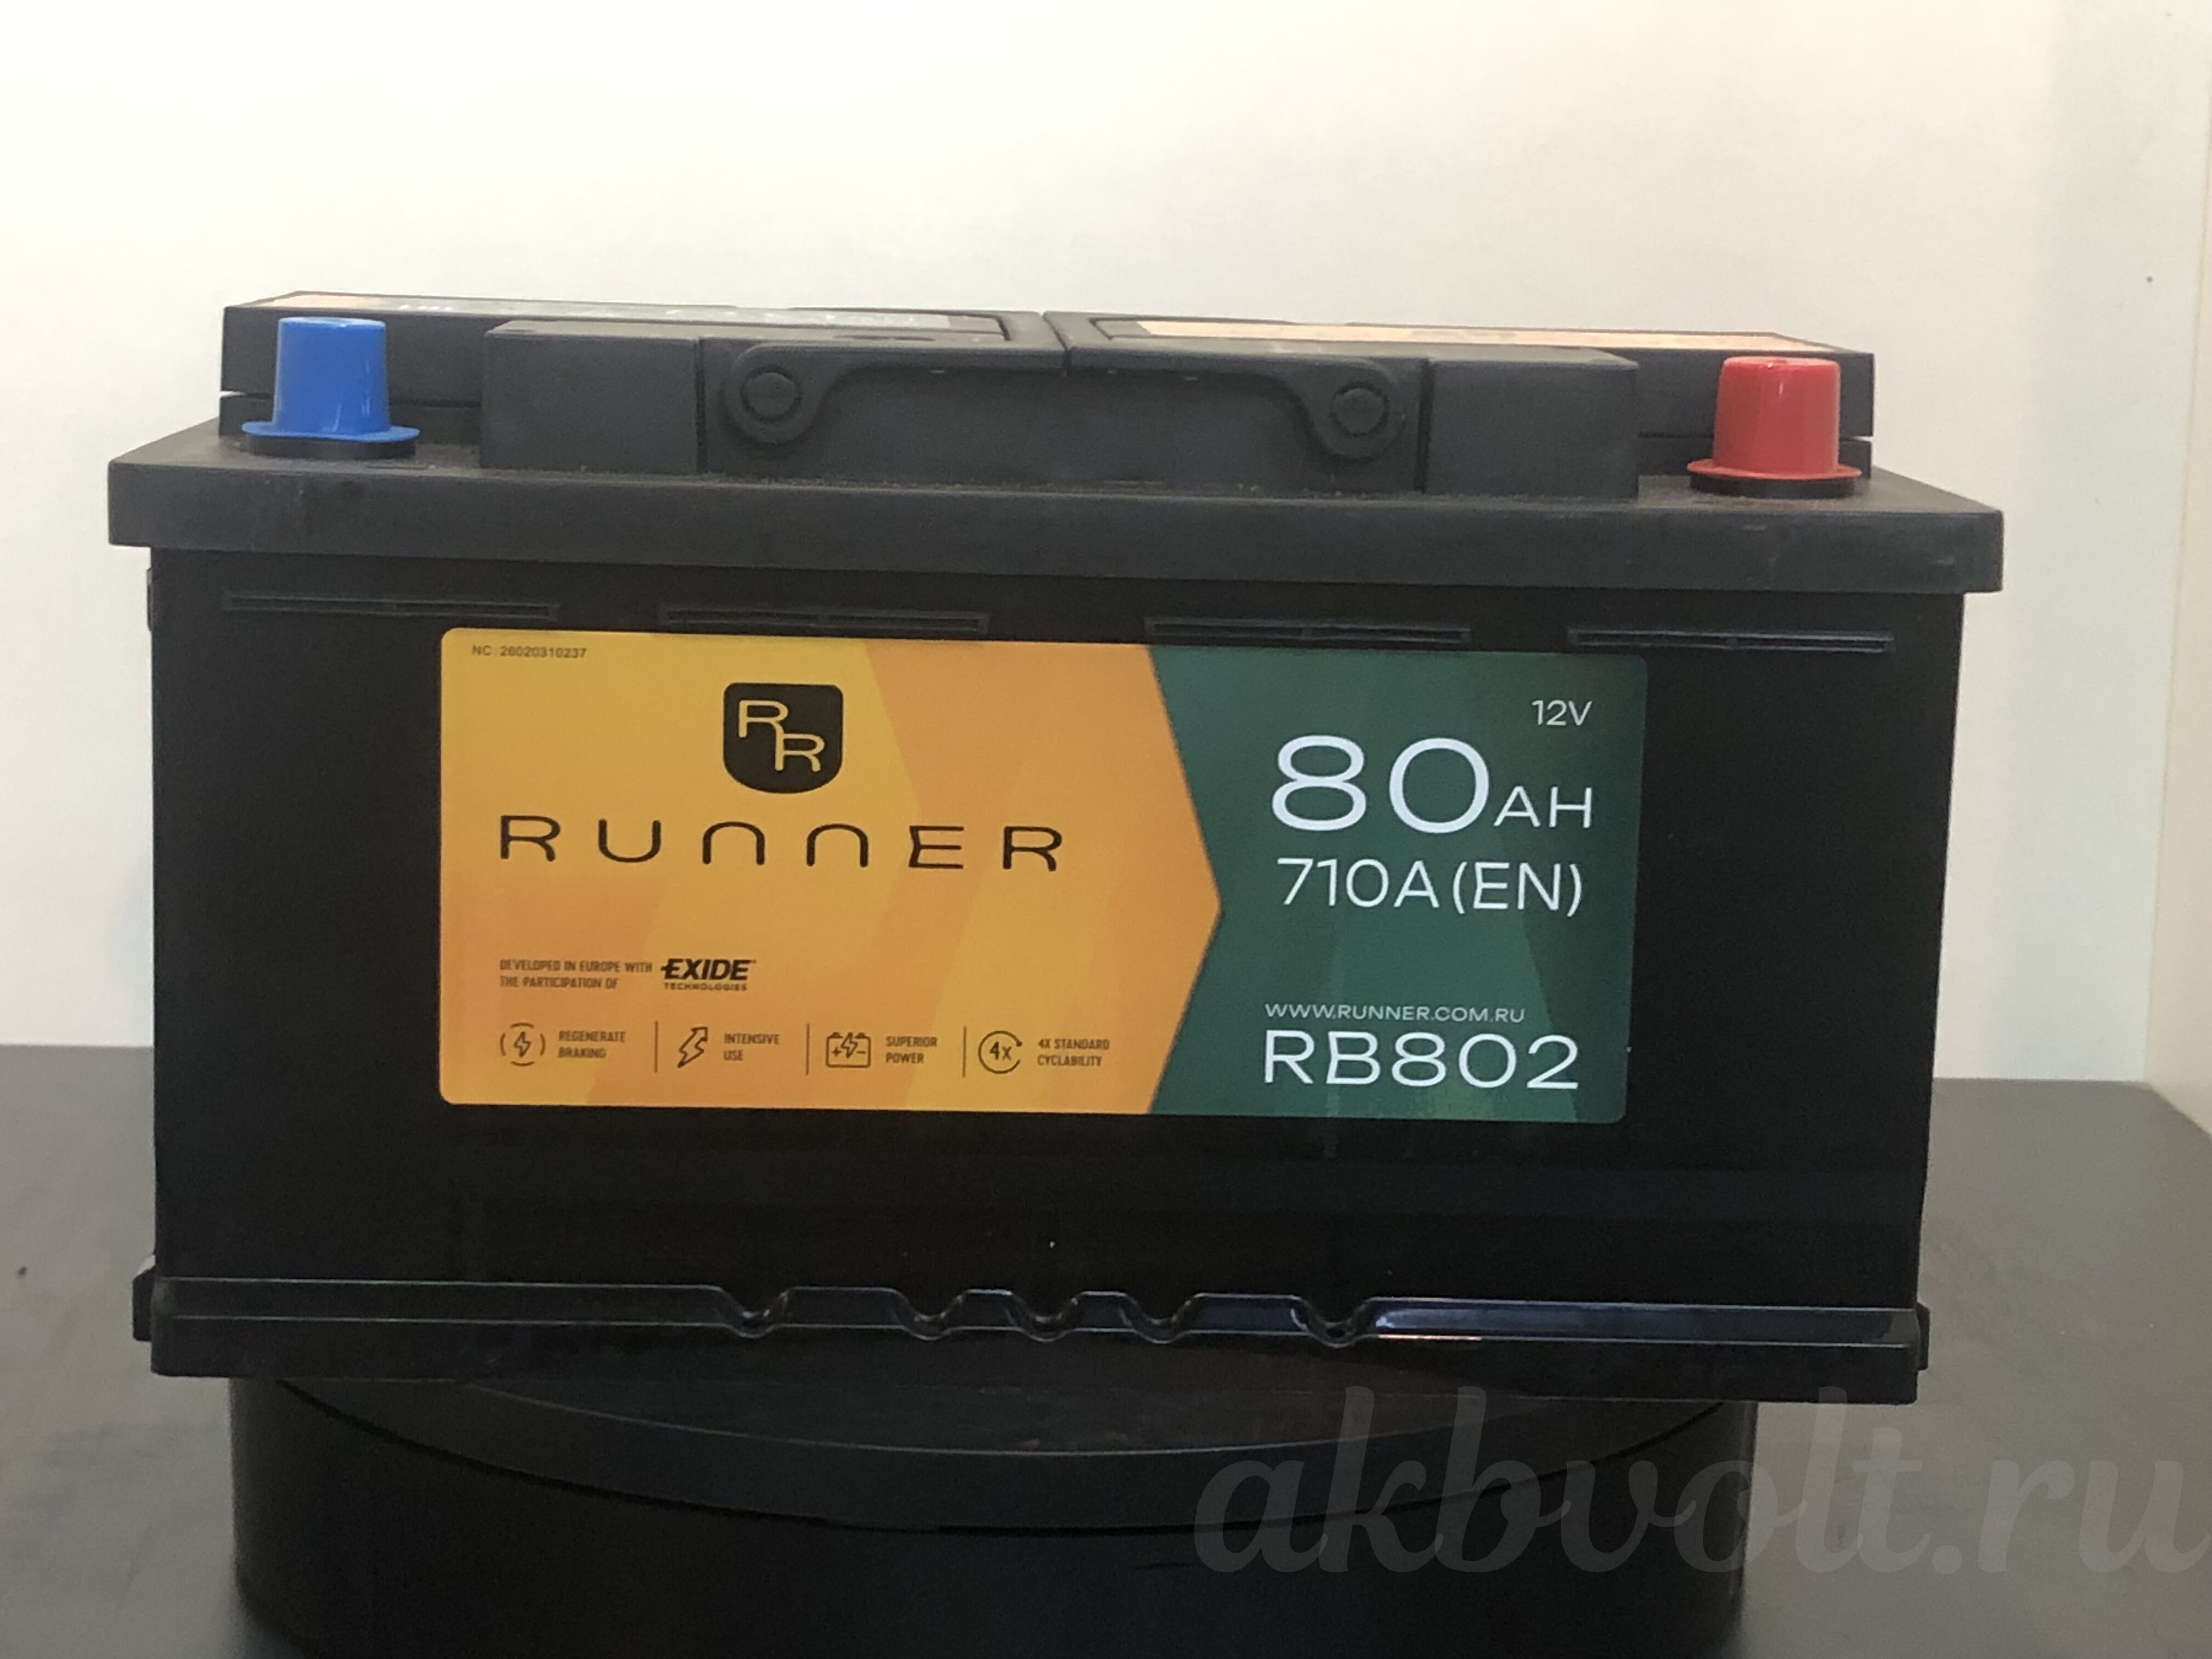 NC 26020310237
RR
RUNNER
DEVELOPED IN EUROPE WITH
THE PARTICIPATION OF
EXIDE
TECHNOLOGIES
REGENERATE
BRAKING
INTENSIVE
USE
SUPERIOR
POWER
4x
4X STANDARD
CYCLABILITY
12V
80AH
710A(EN)
WWW.RUNNER.COM.RU
RB802
akbvolt.ru